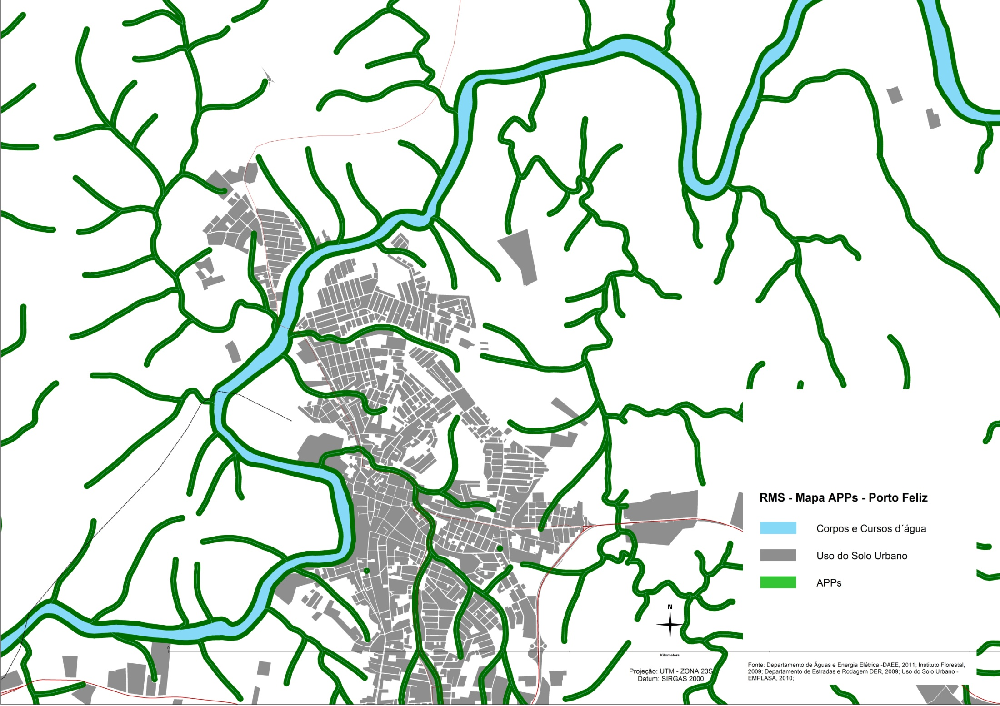 RMS - Mapa APPs - Porto Feliz
Corpos e Cursos d´água
Uso do Solo Urbano
APPs
N
0
Kilometers
Projeção: UTM - ZONA 23S
Datum: SIRGAS 2000
Fonte: Departamento de Águas e Energia Elétrica -DAEE, 2011; Instituto Florestal,
2009; Departamento de Estradas e Rodagem DER, 2009; Uso do Solo Urbano -
EMPLASA, 2010;